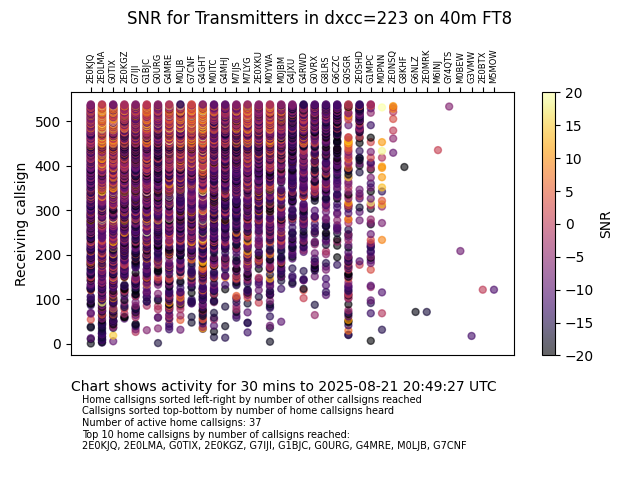 SNR for Transmitters in dxcc=223 on 40m FT8
2E0KJQ 2E0LMA G0TIX 2E0KGZ G7IJI G1BJC G0URG G4MRE M0LJB G7CNF G4GHT M0ITC G4MHJ M7IJS M7LYG 2E0XKU M0YWA M0JBM G4JXU G4RWD G0VRX G8LRS G6CZC G0SGR 2E0SHD G1MPC M0PNN 2E0NSQ G8KHF G6NLZ 2E0MRK M6INJ G74QTS M0BEW G3VMW 2E0BTX M5MOW
Receiving callsign
500
400
300
200
100
0
20
15
10
5
0
−5
−10
−15
−20
SNR
Chart shows activity for 30 mins to 2025-08-21 20:49:27 UTC
Home callsigns sorted left-right by number of other callsigns reached
Callsigns sorted top-bottom by number of home callsigns heard
Number of active home callsigns: 37
Top 10 home callsigns by number of callsigns reached:
2E0KJQ, 2E0LMA, G0TIX, 2E0KGZ, G7IJI, G1BJC, G0URG, G4MRE, M0LJB, G7CNF